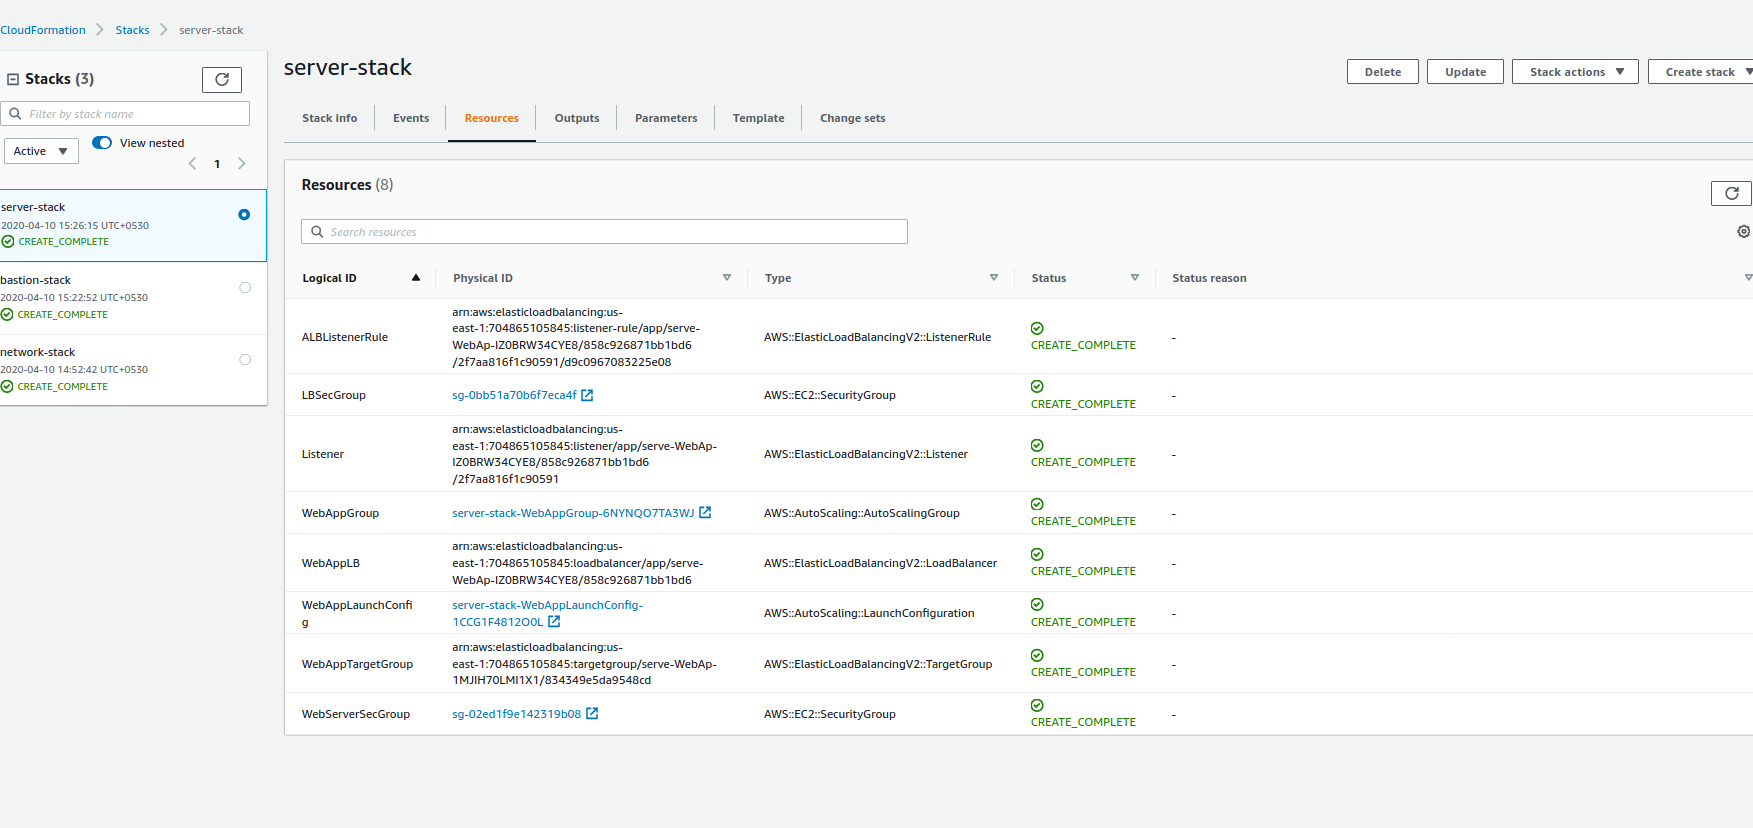 CloudFormation > Stacks > server-stack
Stacks (3)
Filter by stack name
Active
View nested
1
server-stack
2020-04-10 15:26:15 UTC+0530
CREATE_COMPLETE
bastion-stack
2020-04-10 15:22:52 UTC+0530
CREATE_COMPLETE
network-stack
2020-04-10 14:52:42 UTC+0530
CREATE_COMPLETE
server-stack
Delete Update Stack actions Create stack
Stack info Events Resources Outputs Parameters Template Change sets
Resources (8)
Search resources
Logical ID Physical ID Type Status Status reason
ALBListenerRule
arn:aws:elasticloadbalancing:us-
east-1:704865105845:listener-rule/app/serve-
WebAp-IZ0BRW34CYE8/858c926871bb1bd6
/2f7aa816f1c90591/d9c0967083225e08
AWS::ElasticLoadBalancingV2::ListenerRule
CREATE_COMPLETE
-
LBSecGroup
sg-0bb51a70b6f7eca4f
AWS::EC2::SecurityGroup
CREATE_COMPLETE
-
Listener
arn:aws:elasticloadbalancing:us-
east-1:704865105845:listener/app/serve-WebAp-
IZ0BRW34CYE8/858c926871bb1bd6
/2f7aa816f1c90591
AWS::ElasticLoadBalancingV2::Listener
CREATE_COMPLETE
-
WebAppGroup
server-stack-WebAppGroup-6NYNQO7TA3WJ
AWS::AutoScaling::AutoScalingGroup
CREATE_COMPLETE
-
WebAppLB
arn:aws:elasticloadbalancing:us-
east-1:704865105845:loadbalancer/app/serve-
WebAp-IZ0BRW34CYE8/858c926871bb1bd6
AWS::ElasticLoadBalancingV2::LoadBalancer
CREATE_COMPLETE
-
WebAppLaunchConfi
g
server-stack-WebAppLaunchConfig-
1CCG1F4812O0L
AWS::AutoScaling::LaunchConfiguration
CREATE_COMPLETE
-
WebAppTargetGroup
arn:aws:elasticloadbalancing:us-
east-1:704865105845:targetgroup/serve-WebAp-
1MJIH70LMI1X1/834349e5da9548cd
AWS::ElasticLoadBalancingV2::TargetGroup
CREATE_COMPLETE
-
WebServerSecGroup
sg-02ed1f9e142319b08
AWS::EC2::SecurityGroup
CREATE_COMPLETE
-